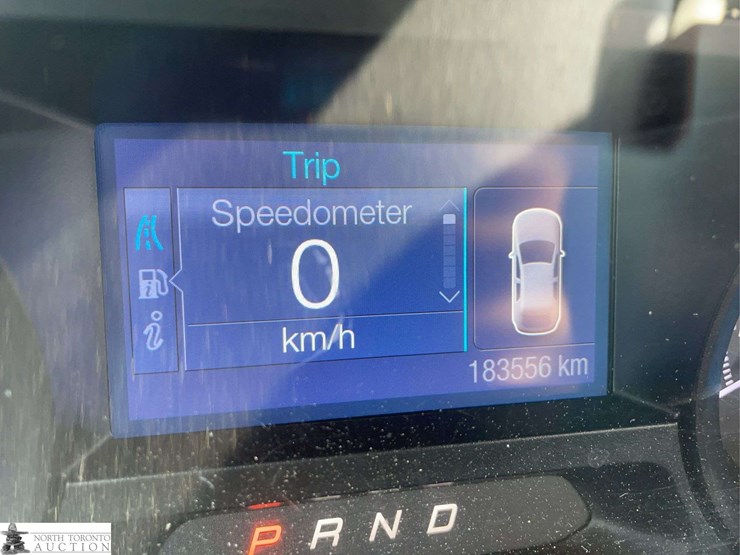 Trip
Speedometer
0
km/h
183556 km
P R N D
NORTH TORONTO
AUCTION